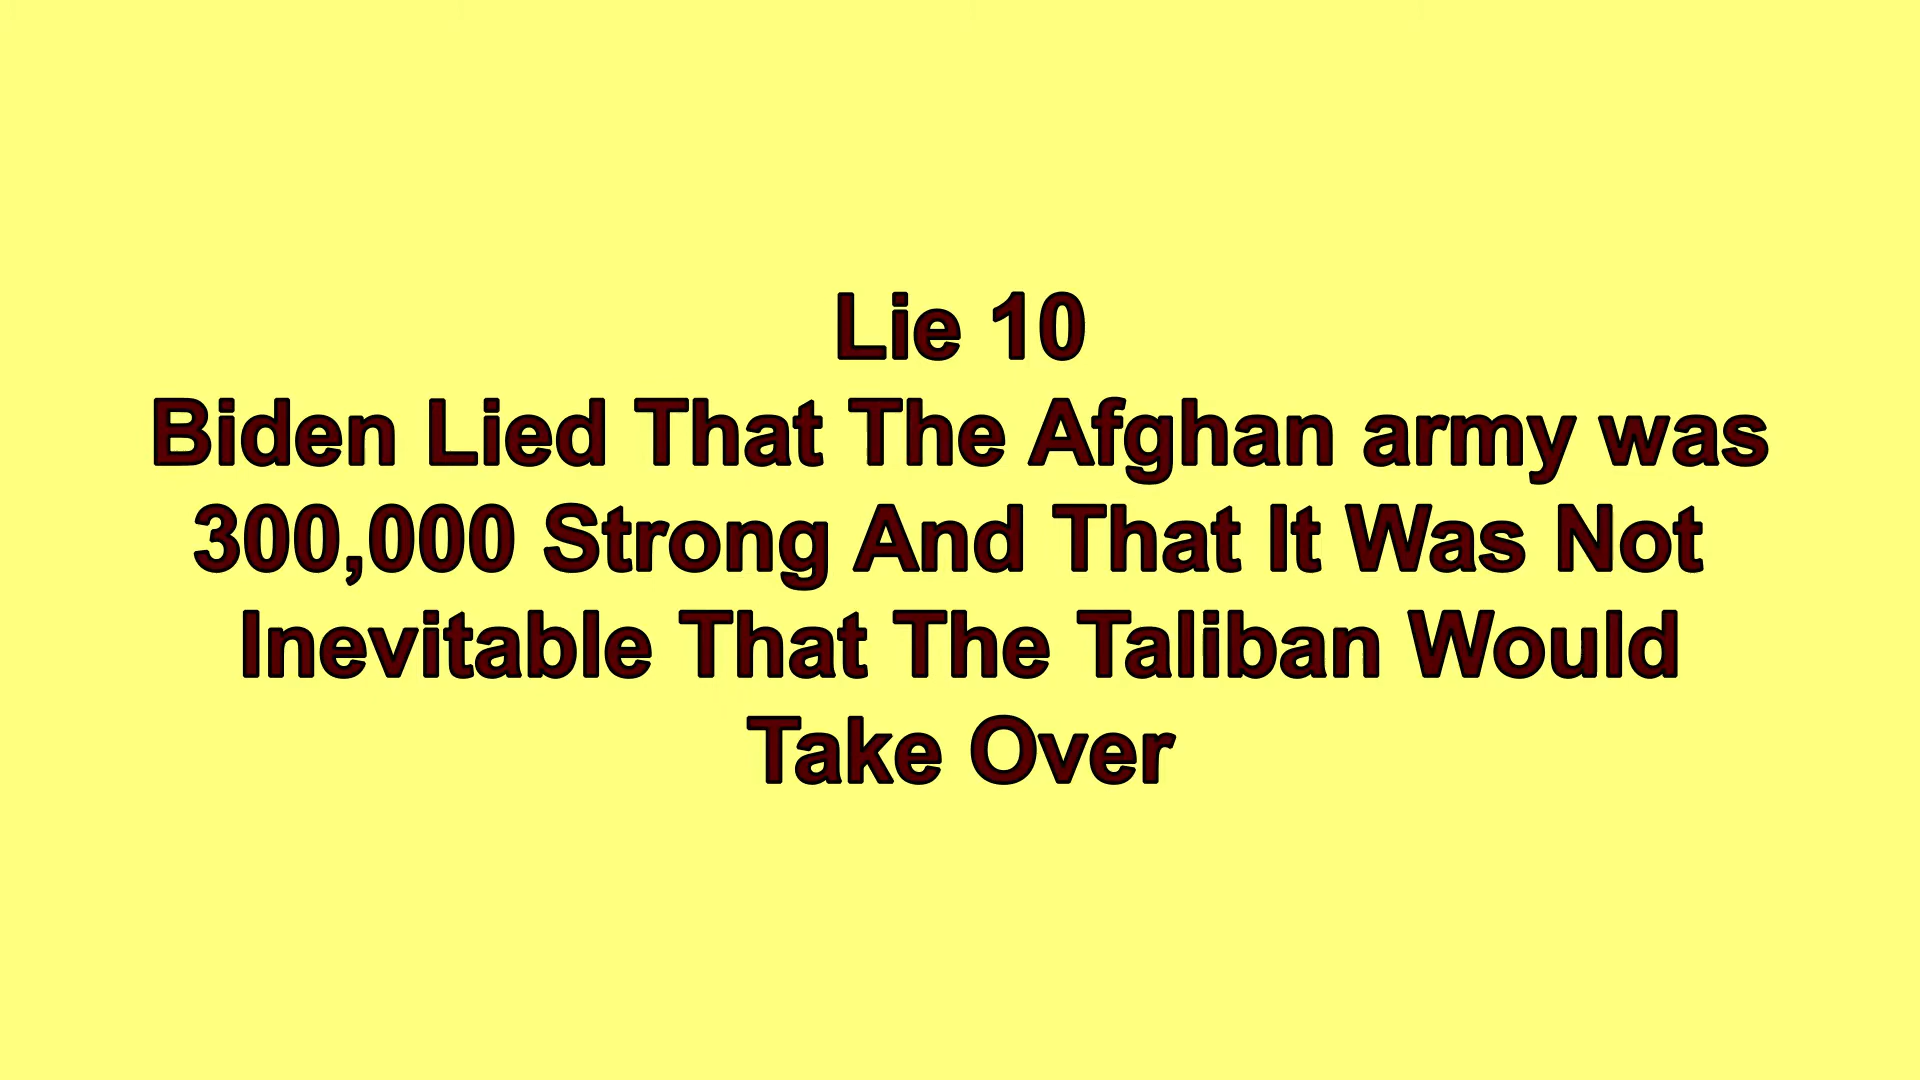 Lie 10
Biden Lied That The Afghan army was
300,000 Strong And That It Was Not
Inevitable That The Taliban Would
Take Over